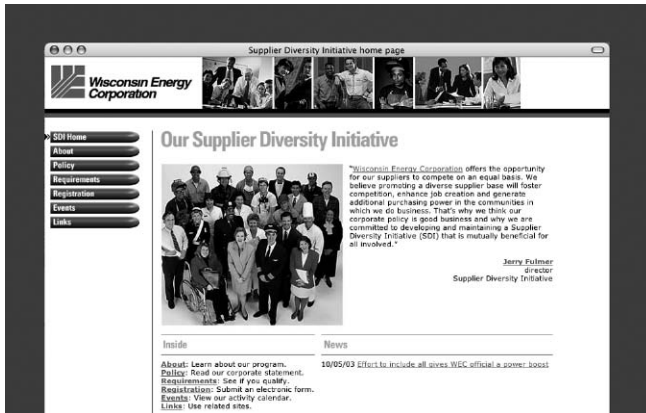 Supplier Diversity Initiative home page
Wisconsin Energy
Corporation
SDI Home
About
Policy
Requirements
Registration
Events
Links
Our Supplier Diversity Initiative
"Wisconsin Energy Corporation offers the opportunity
for our suppliers to compete on an equal basis. We
believe promoting a diverse supplier base will foster
competition, enhance job creation and generate
additional purchasing power in the communities in
which we do business. That's why we think our
corporate policy is good business and why we are
committed to developing and maintaining a Supplier
Diversity Initiative (SDI) that is mutually beneficial for
all involved."
Jerry Fulmer
director
Supplier Diversity Initiative
Inside
About: Learn about our program.
Policy: Read our corporate statement.
Requirements: See if you qualify.
Registration: Submit an electronic form.
Events: View our activity calendar.
Links: Use related sites.
News
10/05/03 Effort to include all gives WEC official a power boost